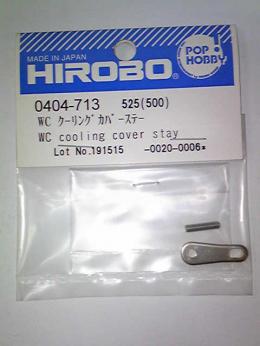 MADE IN JAPAN
POP
HOBBY
HIROBO
0404-713 525(500)
WC クーリングカバーステー
WC cooling cover stay
Lot No.191515 -0020-0006*